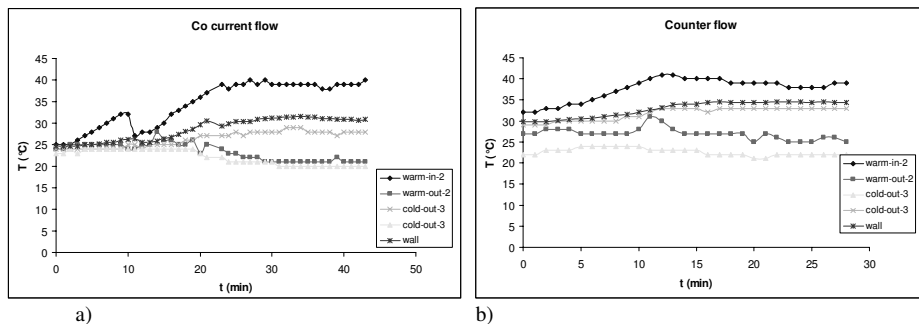 Co current flow
45
40
35
30
25
20
15
10
5
0
T (°C)
0 10 20 30 40 50
t (min)
warm-in-2
warm-out-2
cold-out-3
cold-out-3
wall
a)
Counter flow
45
40
35
30
25
20
15
10
5
0
T (°C)
0 5 10 15 20 25 30
t (min)
warm-in-2
warm-out-2
cold-out-3
cold-out-3
wall
b)